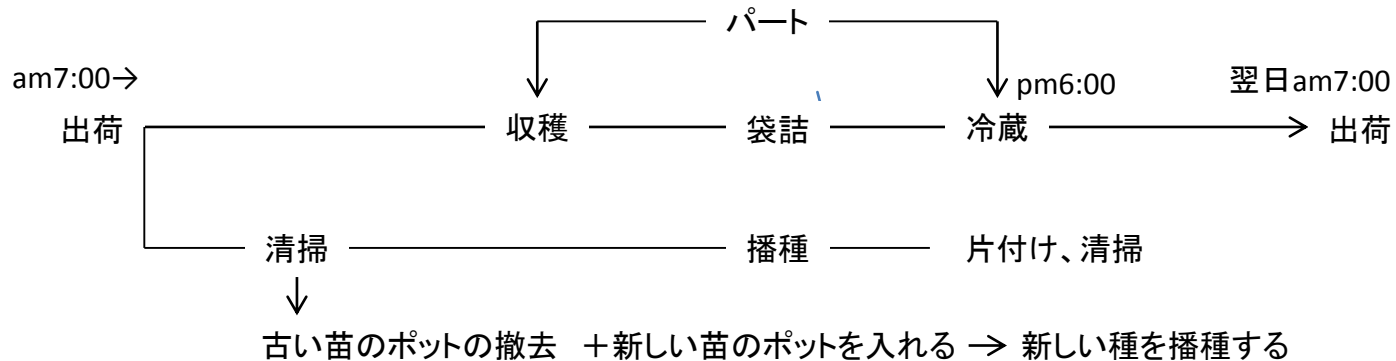 パート
am7:00→ pm6:00 翌日am7:00
出荷 収穫 袋詰 冷蔵 出荷
清掃 播種 片付け、清掃
古い苗のポットの撤去 +新しい苗のポットを入れる → 新しい種を播種する